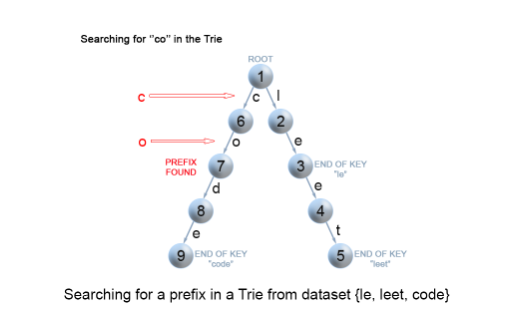 Searching for "co" in the Trie
ROOT
1
c
c l
6 2
o
o e
PREFIX
FOUND
7 3 END OF KEY
"le"
d e
8 4
e t
9 END OF KEY
"code"
5 END OF KEY
"leet"
Searching for a prefix in a Trie from dataset {le, leet, code}